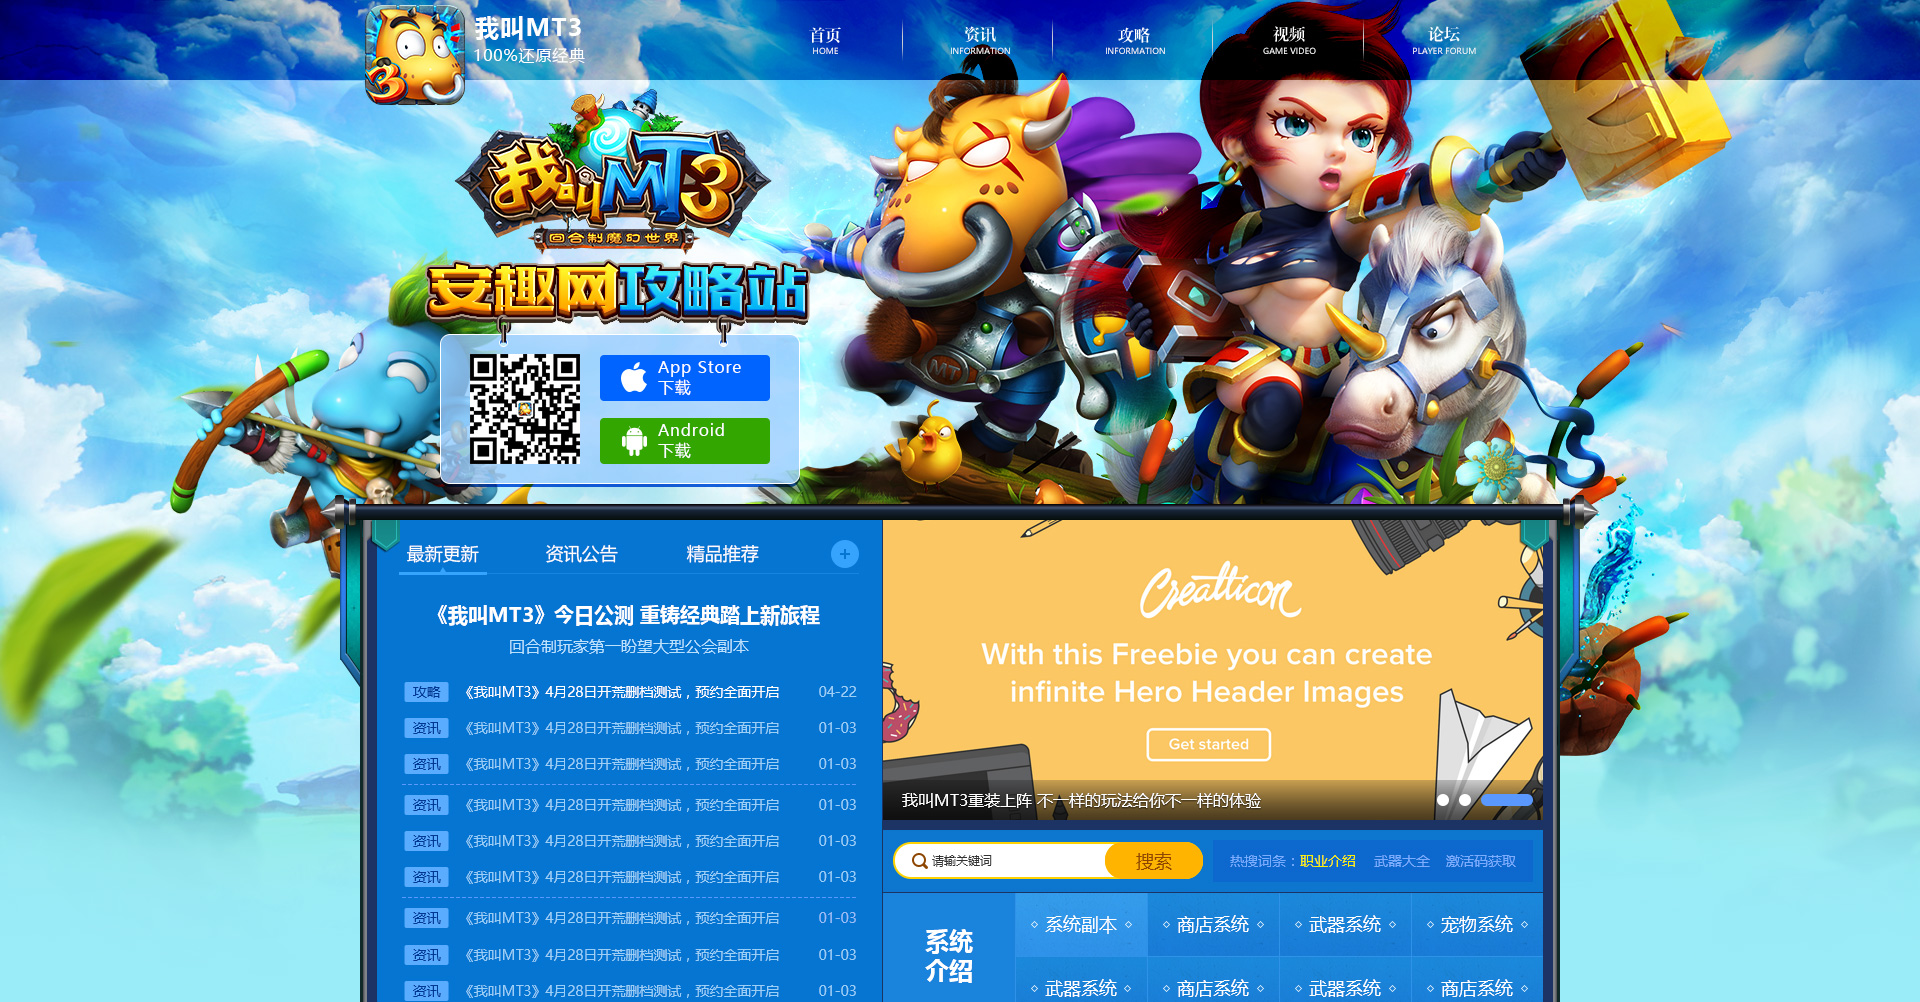 我叫MT3
100%还原经典
首页
HOME
资讯
INFORMATION
攻略
INFORMATION
视频
GAME VIDEO
论坛
PLAYER FORUM
3
我叫MT3
回合制魔幻世界
安趣网攻略站
MT
App Store
下载
Android
下载
最新更新
资讯公告
精品推荐
《我叫MT3》今日公测 重铸经典踏上新旅程
回合制玩家第一盼望大型公会副本
攻略 《我叫MT3》4月28日开荒删档测试，预约全面开启 04-22
资讯 《我叫MT3》4月28日开荒删档测试，预约全面开启 01-03
资讯 《我叫MT3》4月28日开荒删档测试，预约全面开启 01-03
资讯 《我叫MT3》4月28日开荒删档测试，预约全面开启 01-03
资讯 《我叫MT3》4月28日开荒删档测试，预约全面开启 01-03
资讯 《我叫MT3》4月28日开荒删档测试，预约全面开启 01-03
资讯 《我叫MT3》4月28日开荒删档测试，预约全面开启 01-03
资讯 《我叫MT3》4月28日开荒删档测试，预约全面开启 01-03
资讯 《我叫MT3》4月28日开荒删档测试，预约全面开启 01-03
Creatticon
With this Freebie you can create
infinite Hero Header Images
Get started
我叫MT3重装上阵 不一样的玩法给你不一样的体验
请输关键词
搜索
热搜词条：职业介绍 武器大全 激活码获取
系统
介绍
系统副本
商店系统
武器系统
宠物系统
武器系统
商店系统
武器系统
商店系统